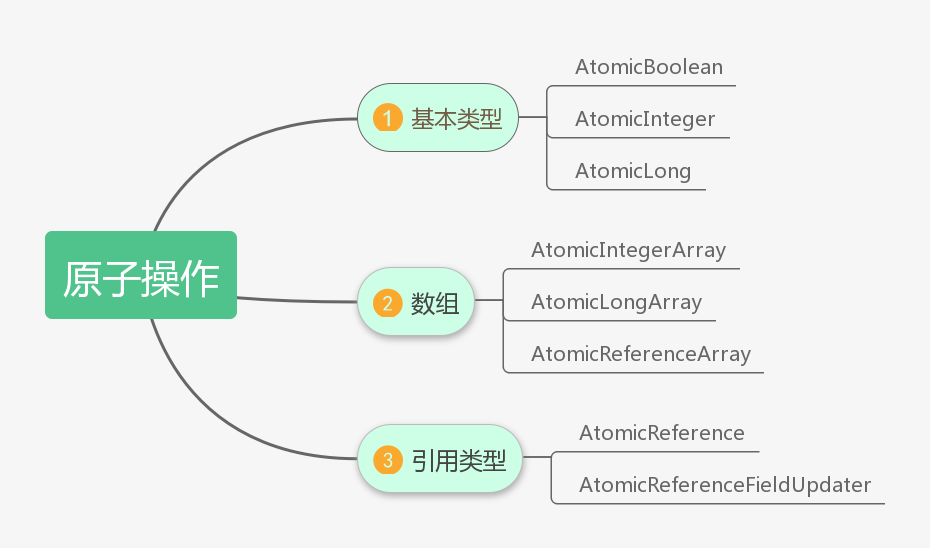 原子操作
1 基本类型
AtomicBoolean
AtomicInteger
AtomicLong
2 数组
AtomicIntegerArray
AtomicLongArray
AtomicReferenceArray
3 引用类型
AtomicReference
AtomicReferenceFieldUpdater